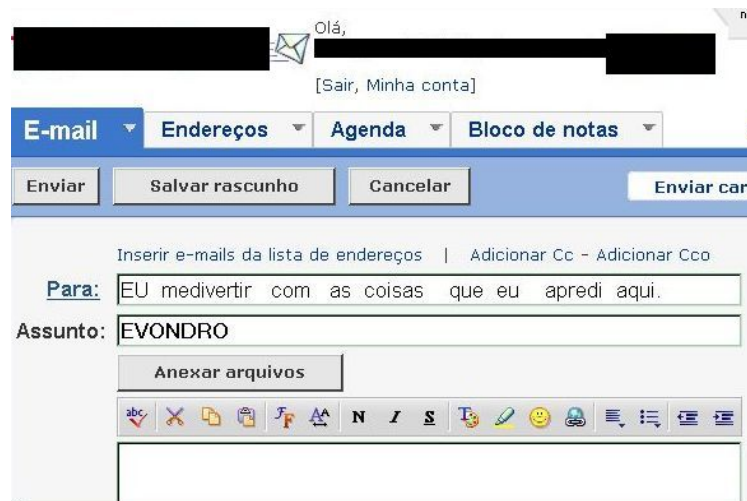 Olá,
[Sair, Minha conta]
E-mail Endereços Agenda Bloco de notas
Enviar Salvar rascunho Cancelar Enviar
Inserir e-mails da lista de endereços | Adicionar Cc - Adicionar Cco
Para: EU medivertir com as coisas que eu apredi aqui.
Assunto: EVONDRO
Anexar arquivos
abc F F A A N I S T